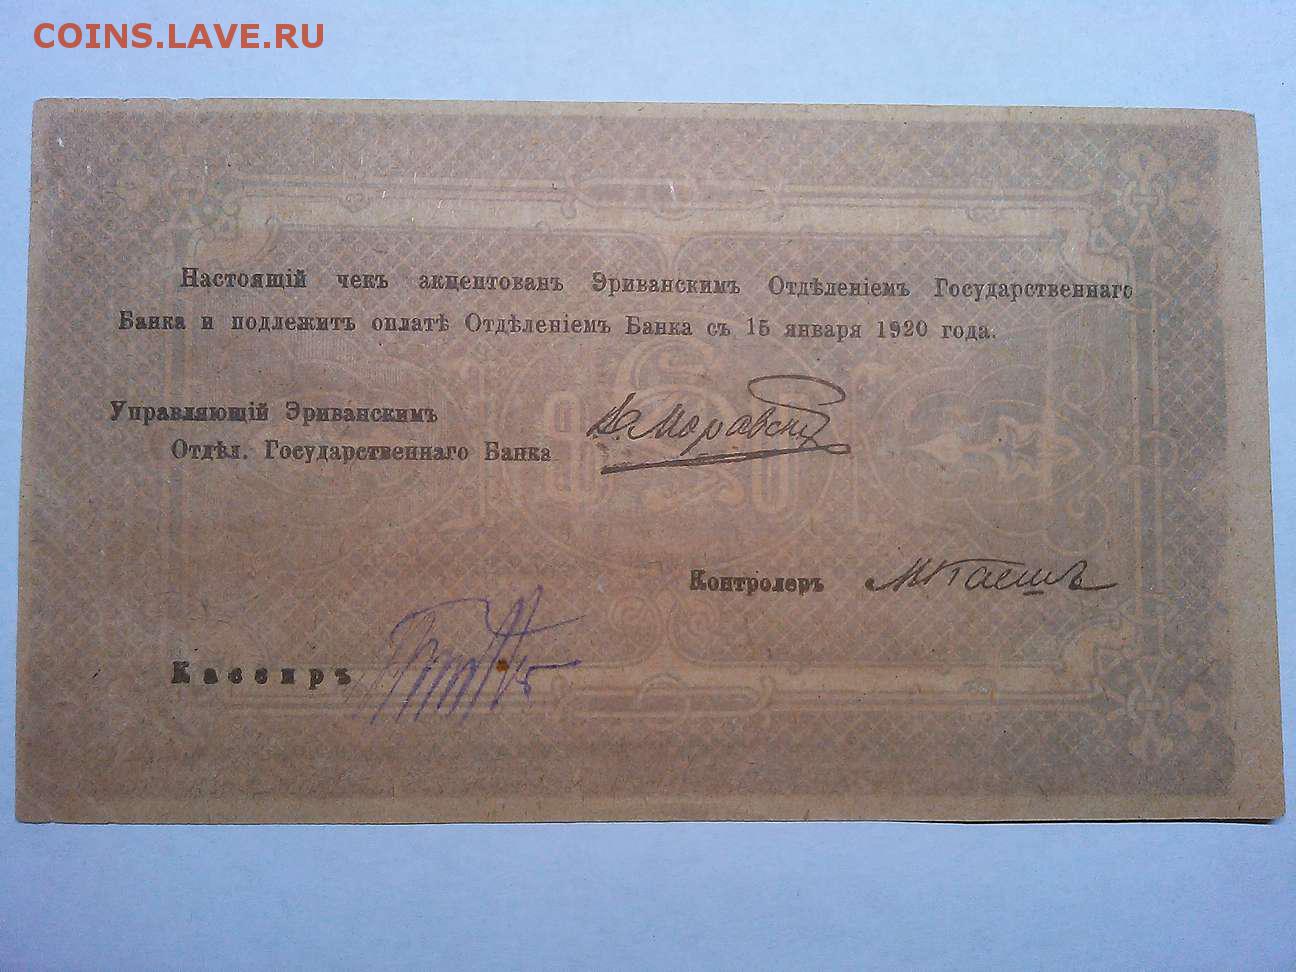 COINS.LAVE.RU
Настоящій чекъ акцептованъ Эриванскимъ Отдѣленіемъ Государственнаго
Банка и подлежитъ оплатѣ Отдѣленіемъ Банка съ 15 января 1920 года.
Управляющій Эриванскимъ
Отдѣл. Государственнаго Банка
Контролеръ
Кассиръ